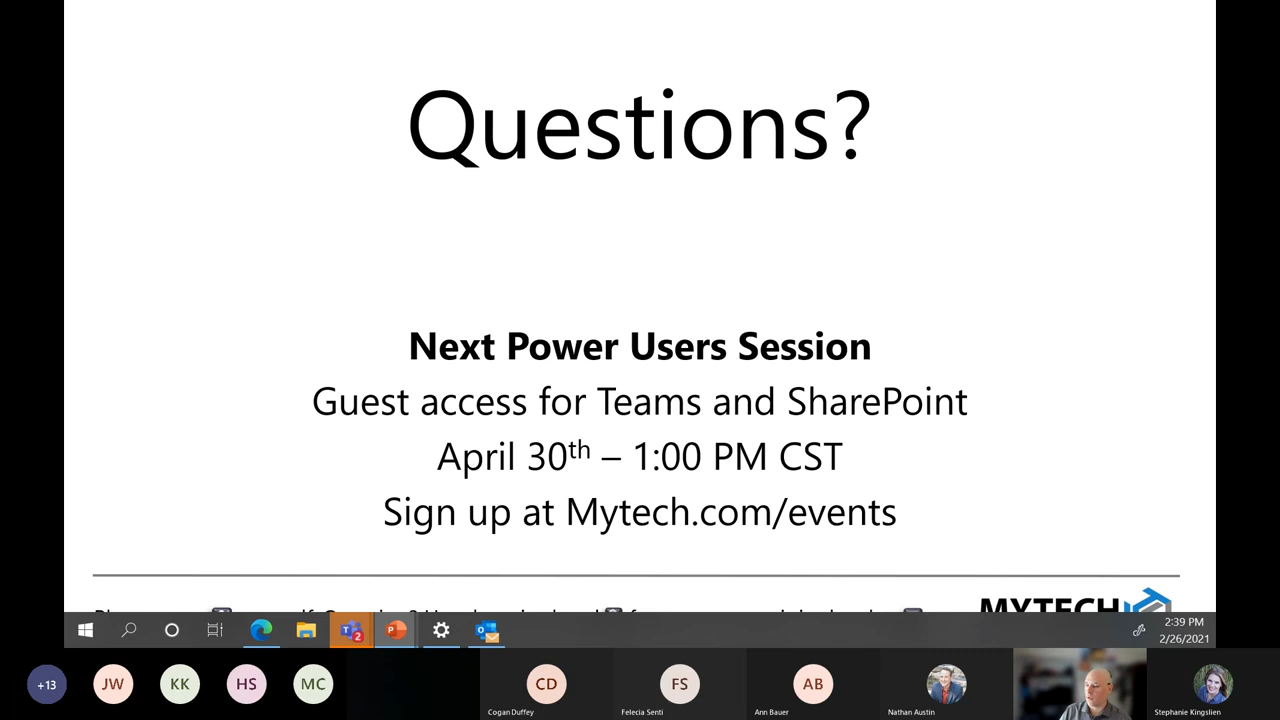 Questions?
Next Power Users Session
Guest access for Teams and SharePoint
April 30th – 1:00 PM CST
Sign up at Mytech.com/events
MYTECH
2
2:39 PM
2/26/2021
+13
JW
KK
HS
MC
CD
FS
AB
Cogan Duffey
Felecia Senti
Ann Bauer
Nathan Austin
Stephanie Kingslien